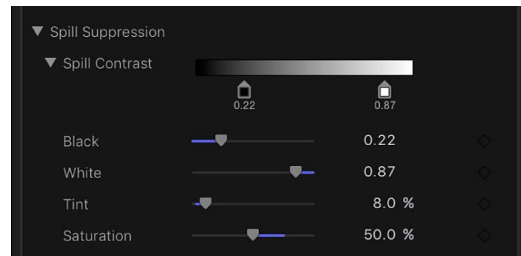 Spill Suppression
Spill Contrast
0.22 0.87
Black 0.22
White 0.87
Tint 8.0 %
Saturation 50.0 %